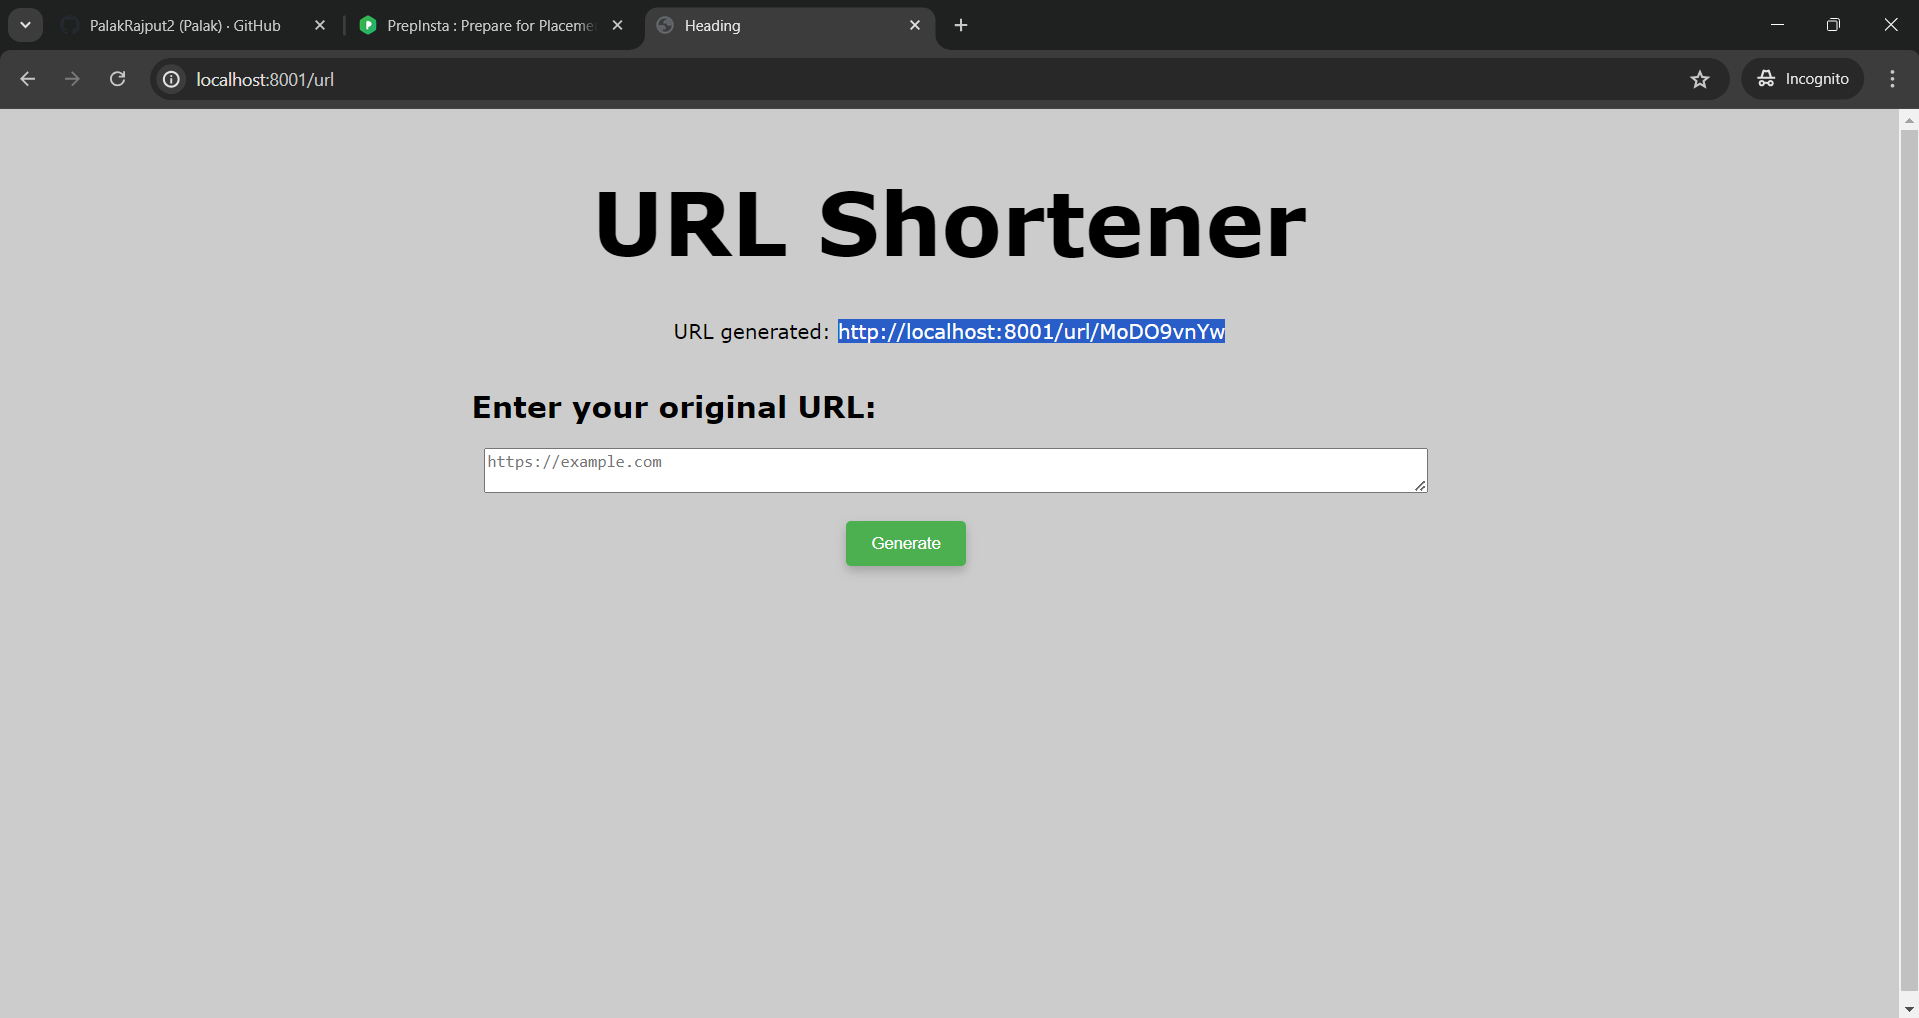 PalakRajput2 (Palak) · GitHub
PrepInsta : Prepare for Placeme
Heading
localhost:8001/url
Incognito
URL Shortener
URL generated: http://localhost:8001/url/MoDO9vnYw
Enter your original URL:
https://example.com
Generate